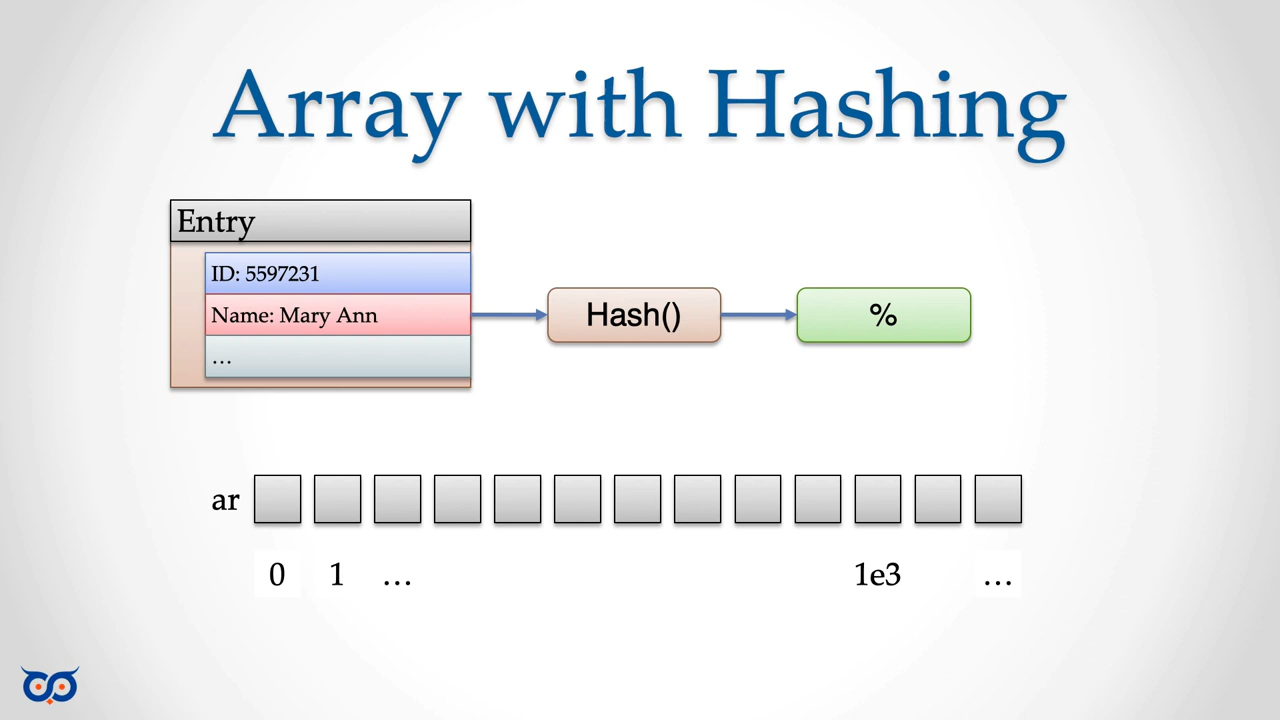 Array with Hashing
Entry
ID: 5597231
Name: Mary Ann
...
Hash()
%
ar
0 1 ... 1e3 ...